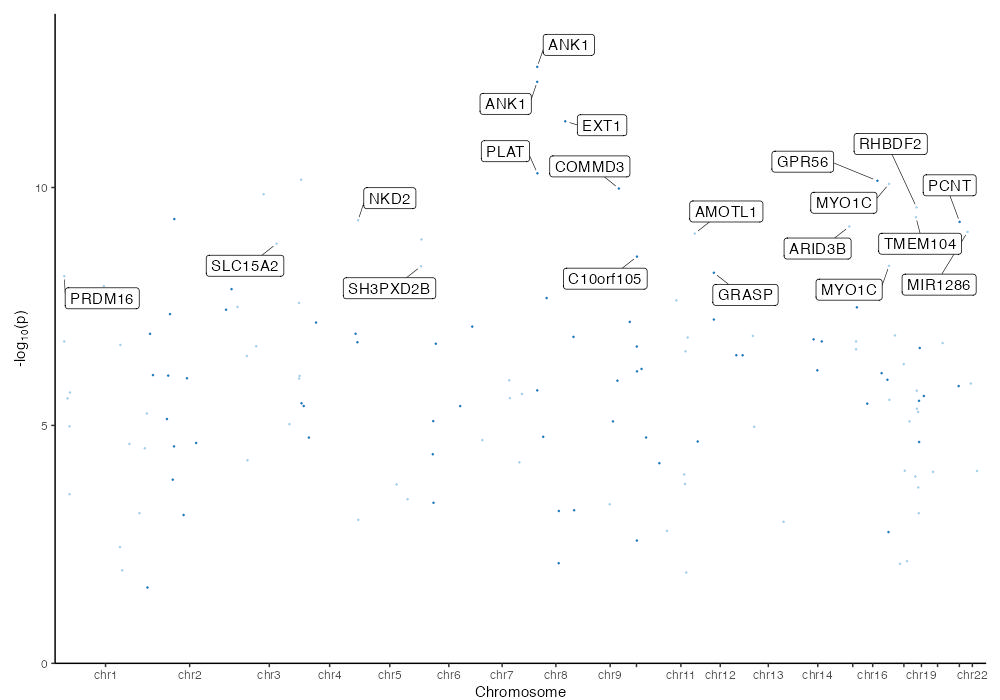 ANK1
ANK1
EXT1
RHBDF2
PLAT
COMMD3
GPR56
PCNT
10
NKD2
MYO1C
AMOTL1
TMEM104
ARID3B
SLC15A2
C10orf105
MIR1286
SH3PXD2B
MYO1C
PRDM16
GRASP
-log10(p)
5
0
chr1 chr2 chr3 chr4 chr5 chr6 chr7 chr8 chr9 chr11 chr12 chr13 chr14 chr16 chr19 chr22
Chromosome